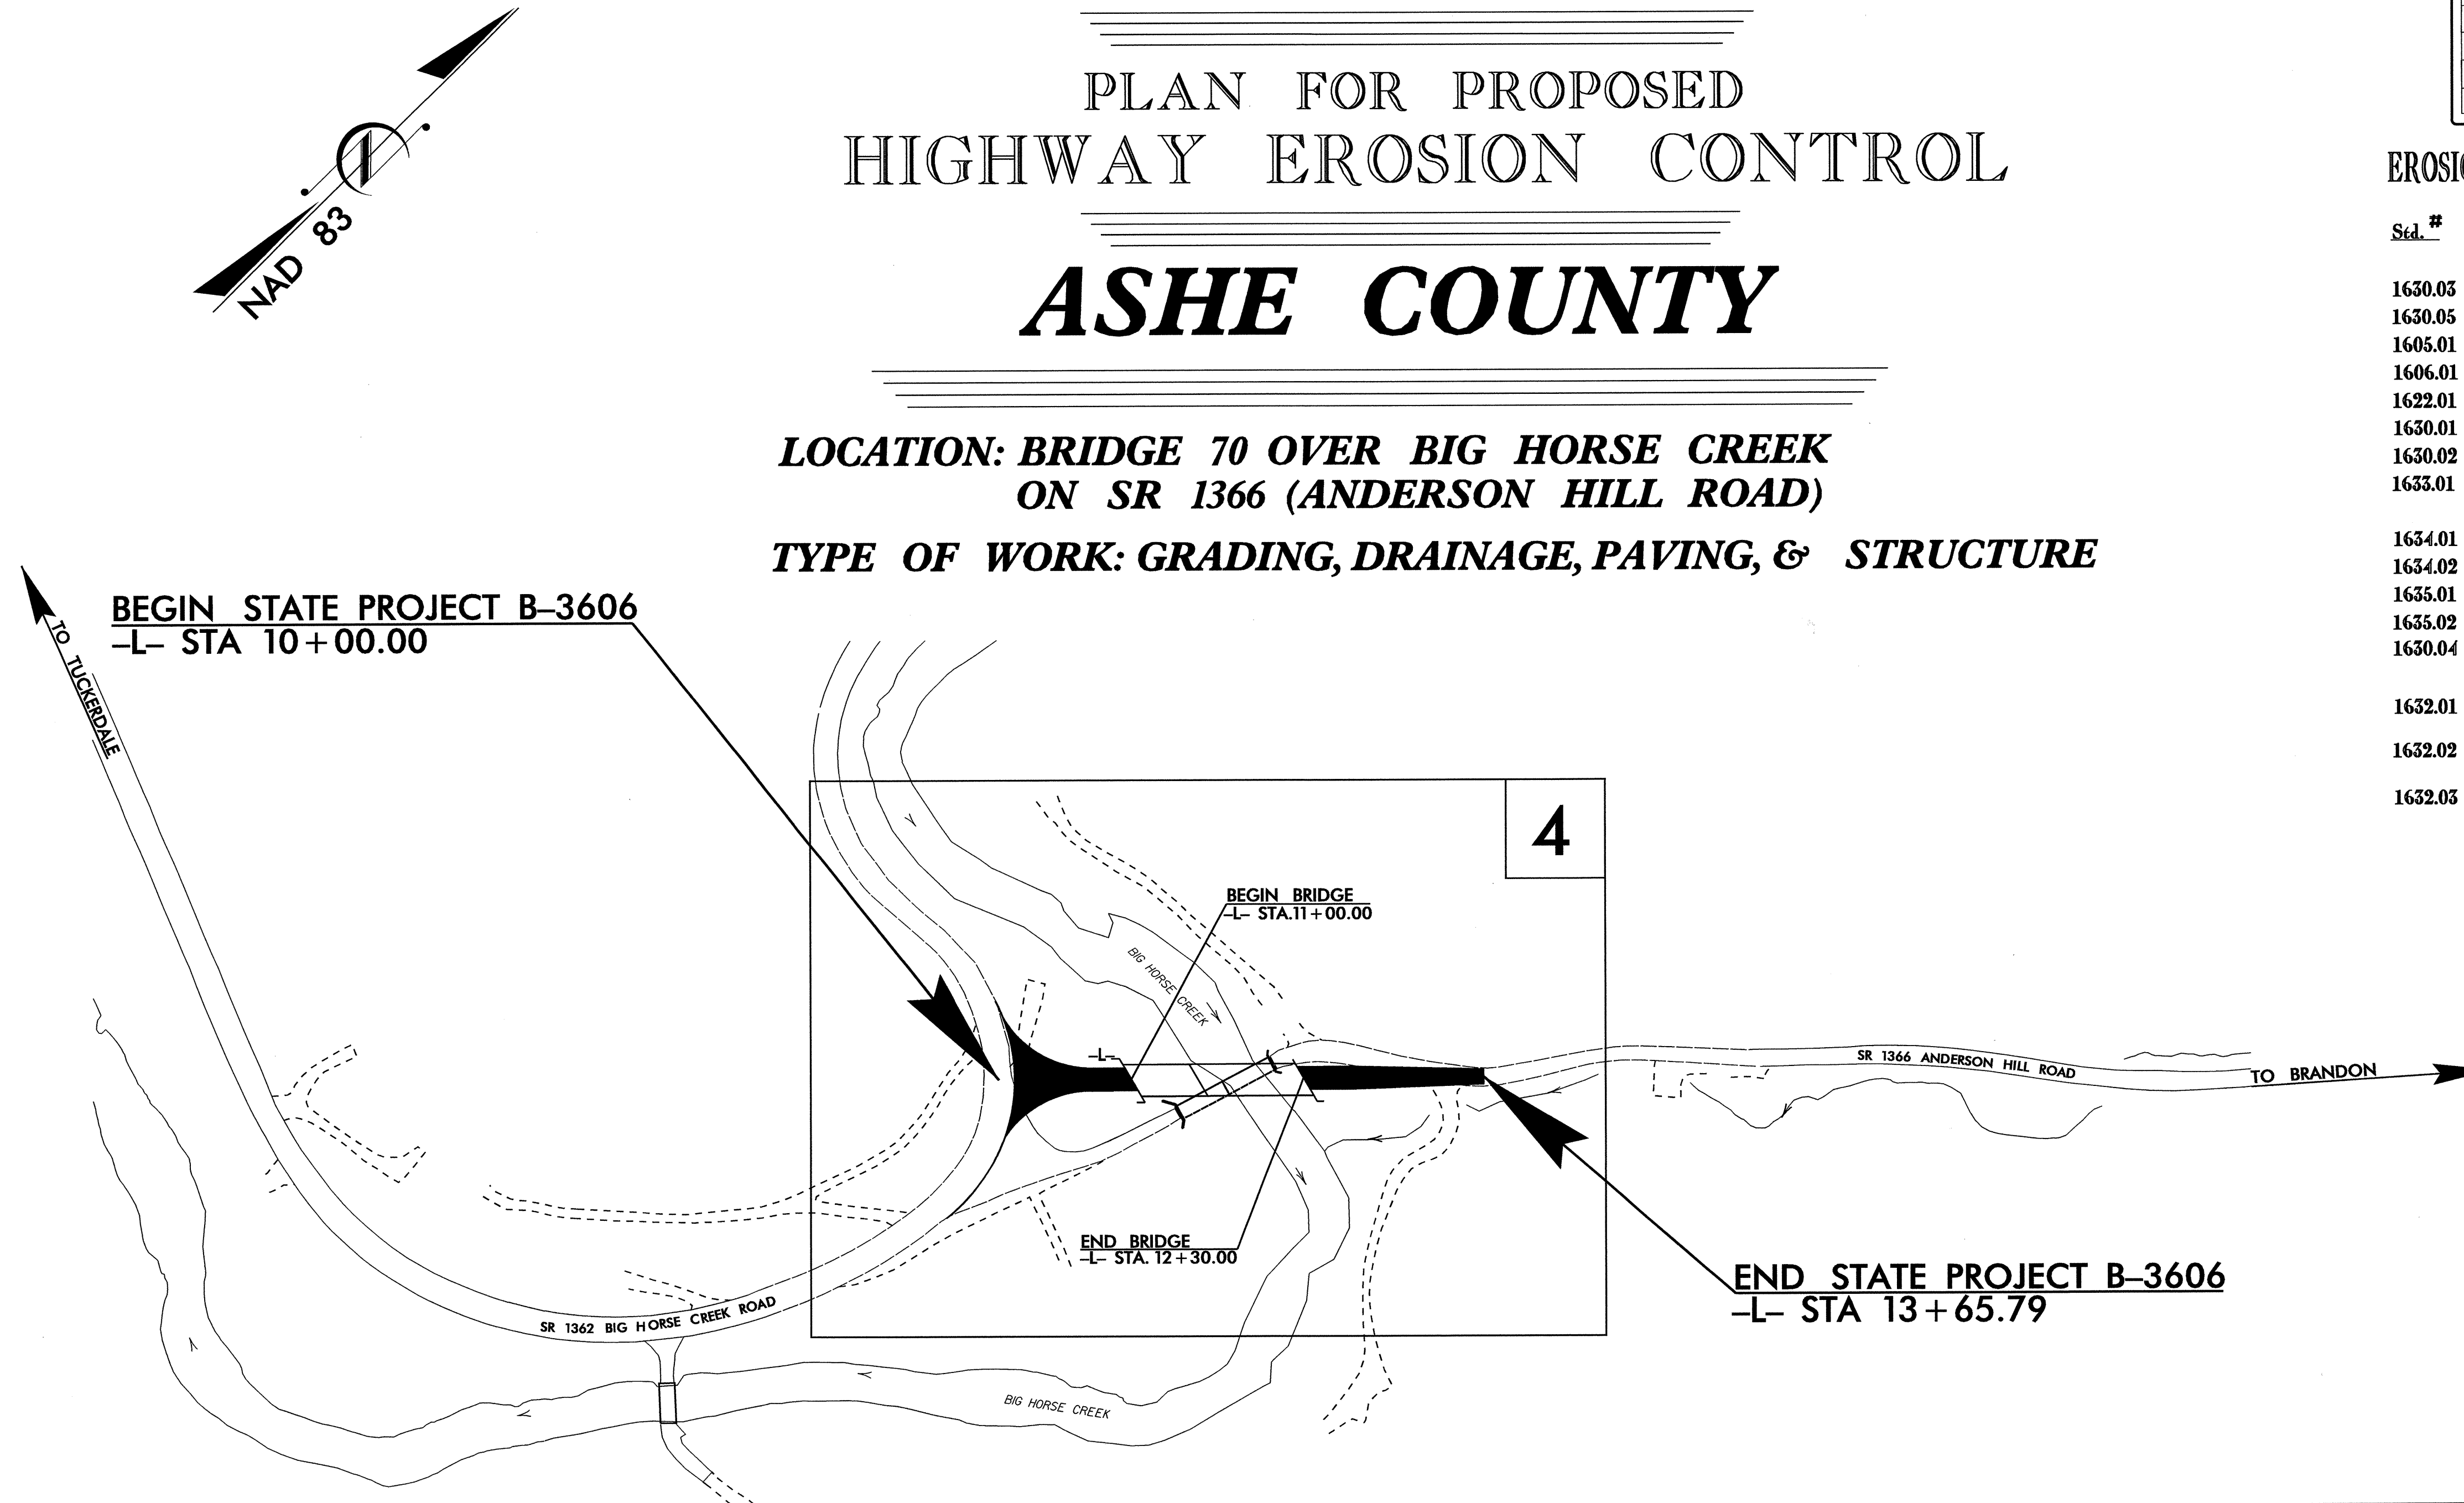 PLAN FOR PROPOSED
HIGHWAY EROSION CONTROL
ASHE COUNTY
LOCATION: BRIDGE 70 OVER BIG HORSE CREEK
ON SR 1366 (ANDERSON HILL ROAD)
TYPE OF WORK: GRADING, DRAINAGE, PAVING, & STRUCTURE
NAD 83
Std. #
1630.03
1630.05
1605.01
1606.01
1622.01
1630.01
1630.02
1633.01
1634.01
1634.02
1635.01
1635.02
1630.04
1632.01
1632.02
1632.03
BEGIN STATE PROJECT B–3606
–L– STA 10+00.00
TO TUCKERDALE
4
BEGIN BRIDGE
–L– STA.11+00.00
BIG HORSE CREEK
–L–
SR 1366 ANDERSON HILL ROAD
TO BRANDON
END BRIDGE
–L– STA. 12+30.00
END STATE PROJECT B–3606
–L– STA 13+65.79
SR 1362 BIG HORSE CREEK ROAD
BIG HORSE CREEK